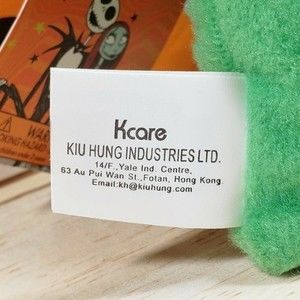 WARN
Kcare
KIU HUNG INDUSTRIES LTD.
14/F.,Yale Ind. Centre,
63 Au Pui Wan St.,Fotan, Hong Kong.
Email:kh@kiuhung.com